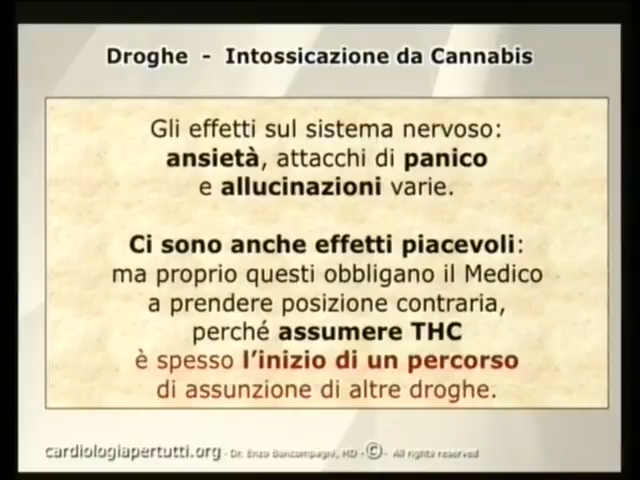 Droghe - Intossicazione da Cannabis
Gli effetti sul sistema nervoso:
ansietà, attacchi di panico
e allucinazioni varie.
Ci sono anche effetti piacevoli:
ma proprio questi obbligano il Medico
a prendere posizione contraria,
perché assumere THC
è spesso l'inizio di un percorso
di assunzione di altre droghe.
cardiologiapertutti.org - Dr. Enzo Boncompagni, MD - © - All rights reserved